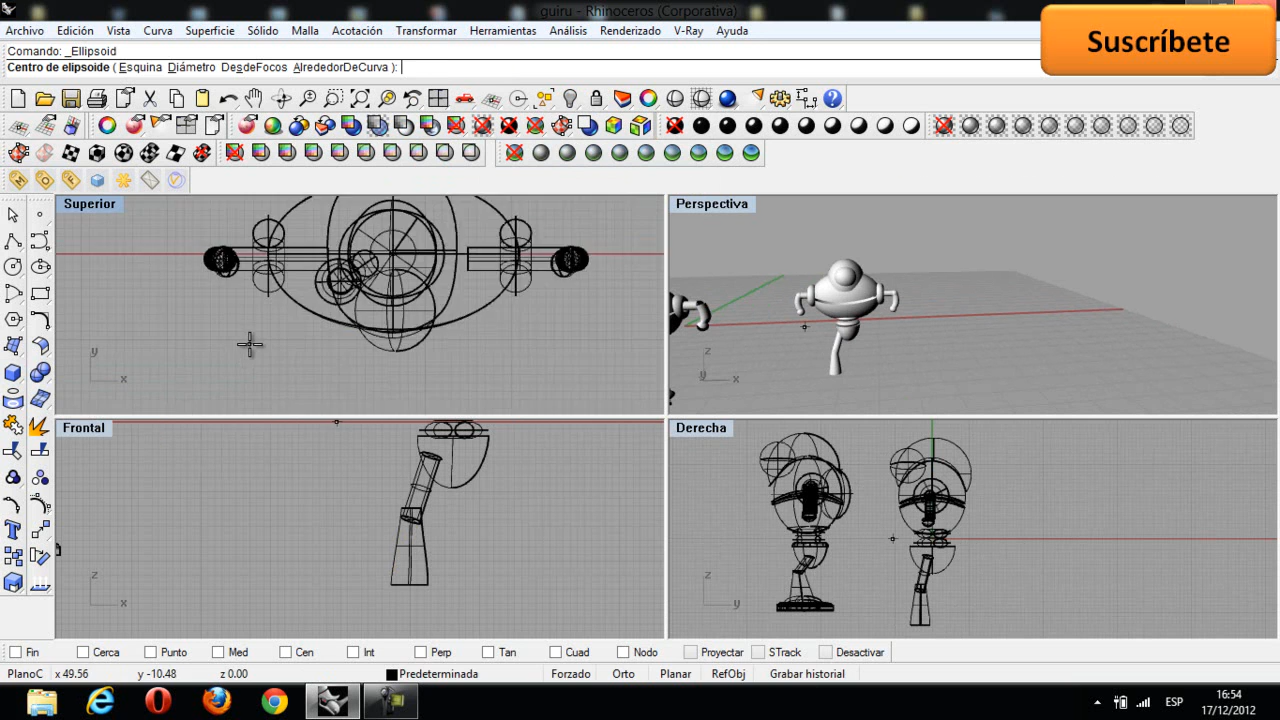 guiru - Rhinoceros (Corporativa)
Suscríbete
Archivo Edición Vista Curva Superficie Sólido Malla Acotación Transformar Herramientas Análisis Renderizado V-Ray Ayuda
Comando: _Ellipsoid
Centro de elipsoide ( Esquina Diámetro DesdeFocos AlrededorDeCurva ):
Superior
Perspectiva
y
x
z
y
x
Frontal
Derecha
z
x
z
y
Fin Cerca Punto Med Cen Int Perp Tan Cuad Nodo Proyectar STrack Desactivar
PlanoC x 49.56 y -10.48 z 0.00 Predeterminada Forzado Orto Planar RefObj Grabar historial
ESP
16:54
17/12/2012